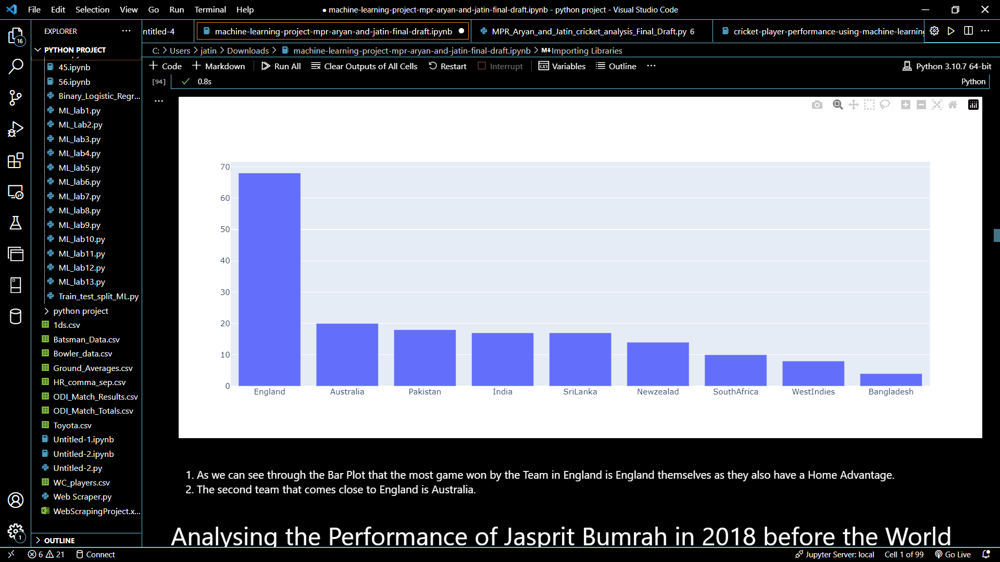 File Edit Selection View Go Run Terminal Help
● machine-learning-project-mpr-aryan-and-jatin-final-draft.ipynb - python project - Visual Studio Code
EXPLORER
ntitled-4
machine-learning-project-mpr-aryan-and-jatin-final-draft.ipynb
MPR_Aryan_and_Jatin_cricket_analysis_Final_Draft.py 6
cricket-player-performance-using-machine-learning
C: > Users > jatin > Downloads > machine-learning-project-mpr-aryan-and-jatin-final-draft.ipynb > M↓Importing Libraries
+ Code + Markdown Run All Clear Outputs of All Cells Restart Interrupt Variables Outline ...
Python 3.10.7 64-bit
[94] 0.8s
Python
16
PYTHON PROJECT
45.ipynb
56.ipynb
Binary_Logistic_Regr...
ML_lab1.py
ML_Lab2.py
ML_lab3.py
ML_lab4.py
ML_lab5.py
ML_lab6.py
ML_lab7.py
ML_lab8.py
ML_lab9.py
ML_lab10.py
ML_lab11.py
ML_lab12.py
ML_lab13.py
Train_test_split_ML.py
python project
1ds.csv
Batsman_Data.csv
Bowler_data.csv
Ground_Averages.csv
HR_comma_sep.csv
ODI_Match_Results.csv
ODI_Match_Totals.csv
Toyota.csv
Untitled-1.ipynb
Untitled-2.ipynb
Untitled-2.py
WC_players.csv
Web Scraper.py
WebScrapingProject.x...
OUTLINE
1
70
60
50
40
30
20
10
0
England Australia Pakistan India SriLanka Newzealad SouthAfrica WestIndies Bangladesh
1. As we can see through the Bar Plot that the most game won by the Team in England is England themselves as they also have a Home Advantage.
2. The second team that comes close to England is Australia.
Analysing the Performance of Jasprit Bumrah in 2018 before the World
6 21 Connect
Jupyter Server: local Cell 1 of 99 Go Live